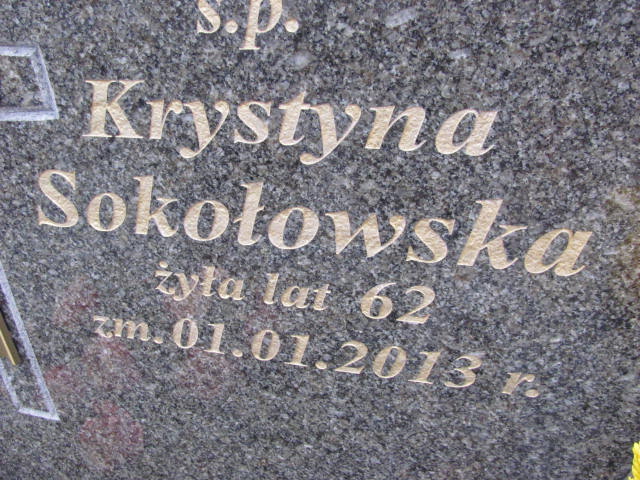 ś.p.
Krystyna
Sokołowska
żyła lat 62
zm. 01.01.2013 r.